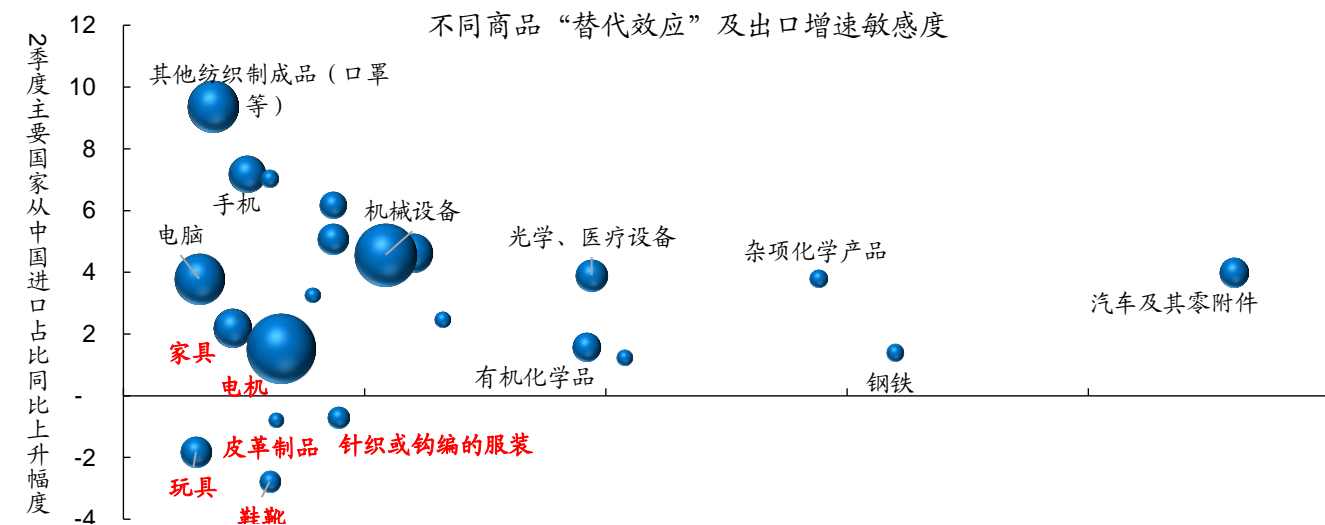 不同商品“替代效应”及出口增速敏感度
2季度主要国家从中国进口占比同比上升幅度
12
10
8
6
4
2
-
-2
-4
其他纺织制成品（口罩
等）
手机
机械设备
电脑
光学、医疗设备
杂项化学产品
汽车及其零附件
家具
电机
有机化学品
钢铁
皮革制品
针织或钩编的服装
玩具
鞋靴